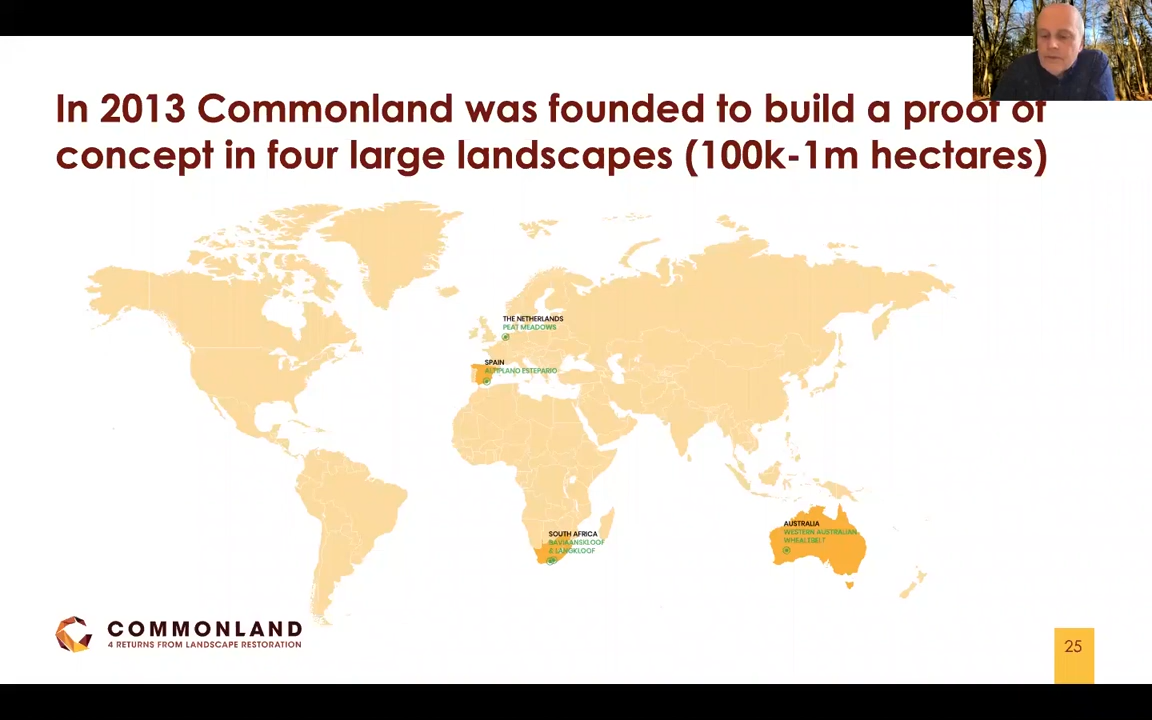 In 2013 Commonland was founded to build a proof of
concept in four large landscapes (100k-1m hectares)
THE NETHERLANDS
PEAT MEADOWS
SPAIN
ALTIPLANO ESTEPARIO
SOUTH AFRICA
BAVIAANSKLOOF
& LANGKLOOF
AUSTRALIA
WESTERN AUSTRALIAN
WHEATBELT
COMMONLAND
4 RETURNS FROM LANDSCAPE RESTORATION
25